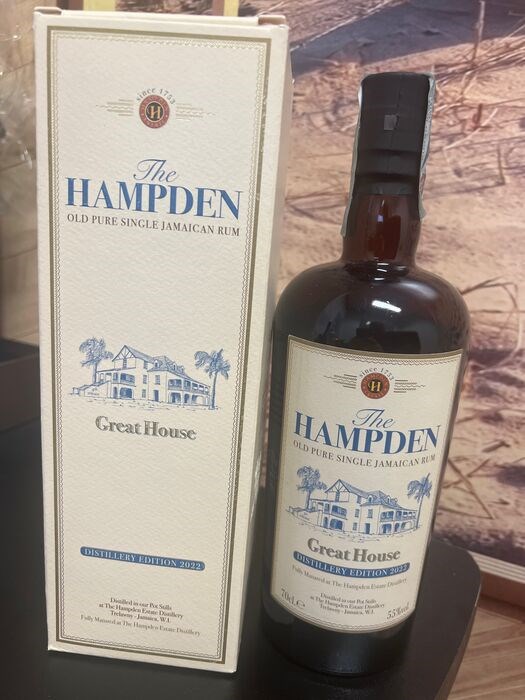 since 1753
H
The
HAMPDEN
OLD PURE SINGLE JAMAICAN RUM
Great House
DISTILLERY EDITION 2022
Distilled in our Pot Stills
at The Hampden Estate Distillery
Trelawny - Jamaica, W.I.
Fully Matured at The Hampden Estate Distillery
since 1753
H
The
HAMPDEN
OLD PURE SINGLE JAMAICAN RUM
Great House
DISTILLERY EDITION 2022
Fully Matured at The Hampden Estate Distillery
70cl. e
Distilled in our Pot Stills
at The Hampden Estate Distillery
Trelawny - Jamaica, W.I.
55%vol